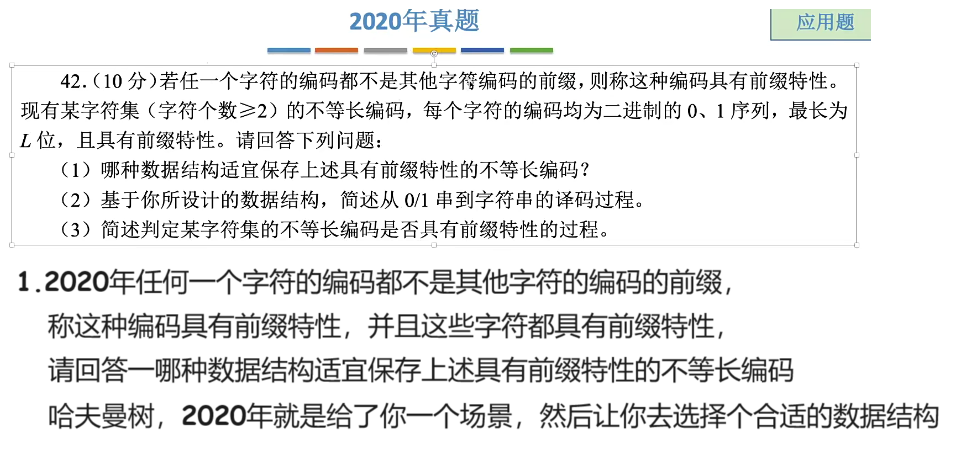 2020年真题
应用题
42.（10 分）若任一个字符的编码都不是其他字符编码的前缀，则称这种编码具有前缀特性。
现有某字符集（字符个数≥2）的不等长编码，每个字符的编码均为二进制的 0、1 序列，最长为
L 位，且具有前缀特性。请回答下列问题：
（1）哪种数据结构适宜保存上述具有前缀特性的不等长编码？
（2）基于你所设计的数据结构，简述从 0/1 串到字符串的译码过程。
（3）简述判定某字符集的不等长编码是否具有前缀特性的过程。
1.2020年任何一个字符的编码都不是其他字符的编码的前缀，
称这种编码具有前缀特性，并且这些字符都具有前缀特性，
请回答一哪种数据结构适宜保存上述具有前缀特性的不等长编码
哈夫曼树，2020年就是给了你一个场景，然后让你去选择个合适的数据结构